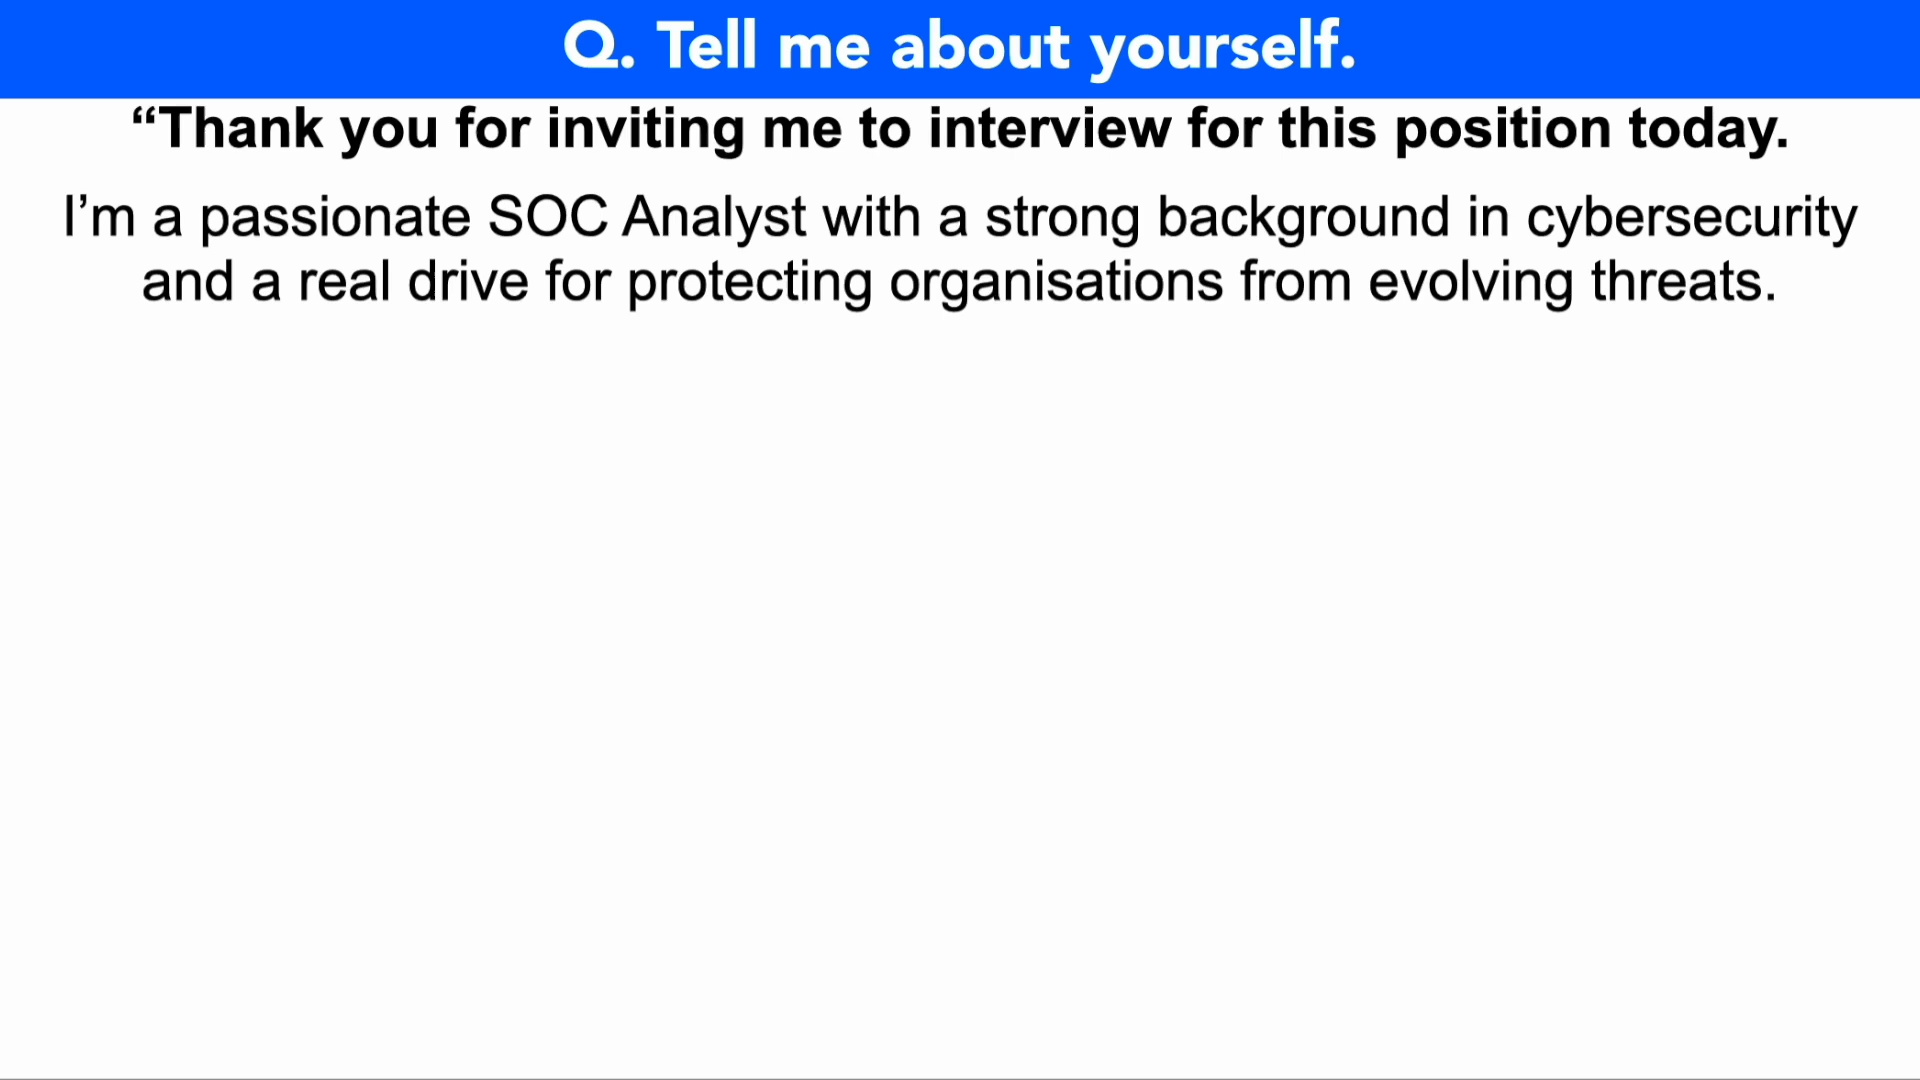 Q. Tell me about yourself.
“Thank you for inviting me to interview for this position today.
I’m a passionate SOC Analyst with a strong background in cybersecurity
and a real drive for protecting organisations from evolving threats.